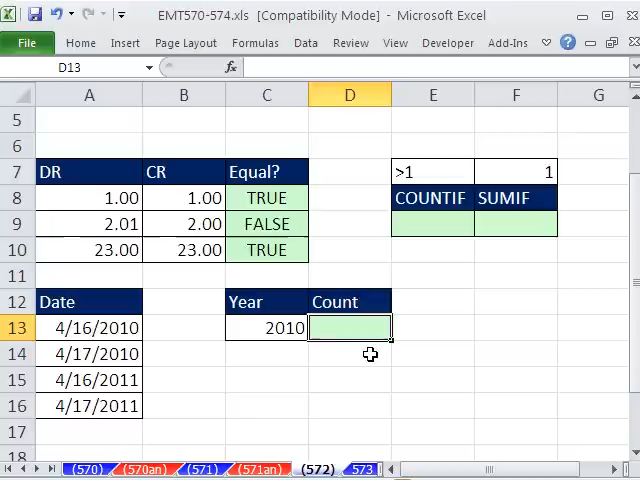 EMT570-574.xls [Compatibility Mode] - Microsoft Excel
File Home Insert Page Layout Formulas Data Review View Developer Add-Ins
D13 fx
A B C D E F G
5
6
7 DR CR Equal? >1 1
8 1.00 1.00 TRUE COUNTIF SUMIF
9 2.01 2.00 FALSE
10 23.00 23.00 TRUE
11
12 Date Year Count
13 4/16/2010 2010
14 4/17/2010
15 4/16/2011
16 4/17/2011
17
18
(570) (570an) (571) (571an) (572) 573